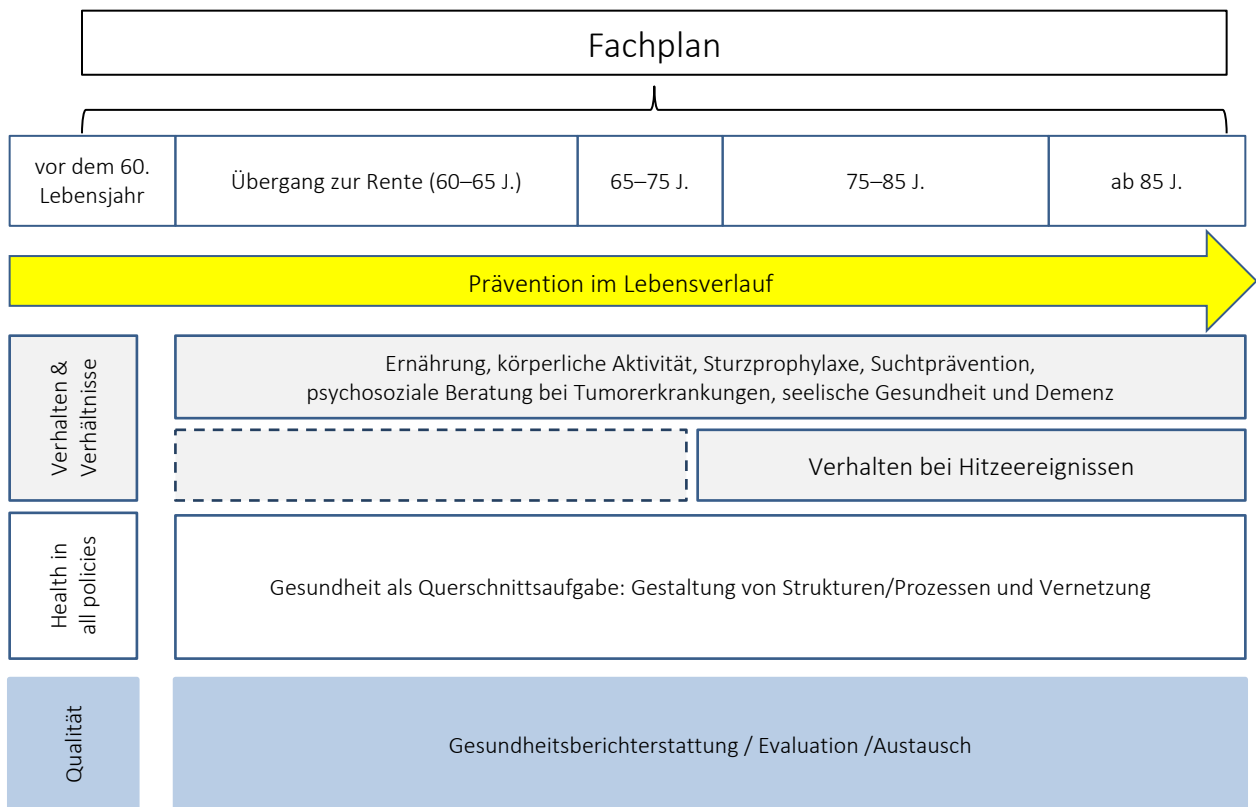 Fachplan
vor dem 60.
Lebensjahr
Übergang zur Rente (60–65 J.)
65–75 J.
75–85 J.
ab 85 J.
Prävention im Lebensverlauf
Verhalten &
Verhältnisse
Ernährung, körperliche Aktivität, Sturzprophylaxe, Suchtprävention,
psychosoziale Beratung bei Tumorerkrankungen, seelische Gesundheit und Demenz
Verhalten bei Hitzeereignissen
Health in
all policies
Gesundheit als Querschnittsaufgabe: Gestaltung von Strukturen/Prozessen und Vernetzung
Qualität
Gesundheitsberichterstattung / Evaluation /Austausch